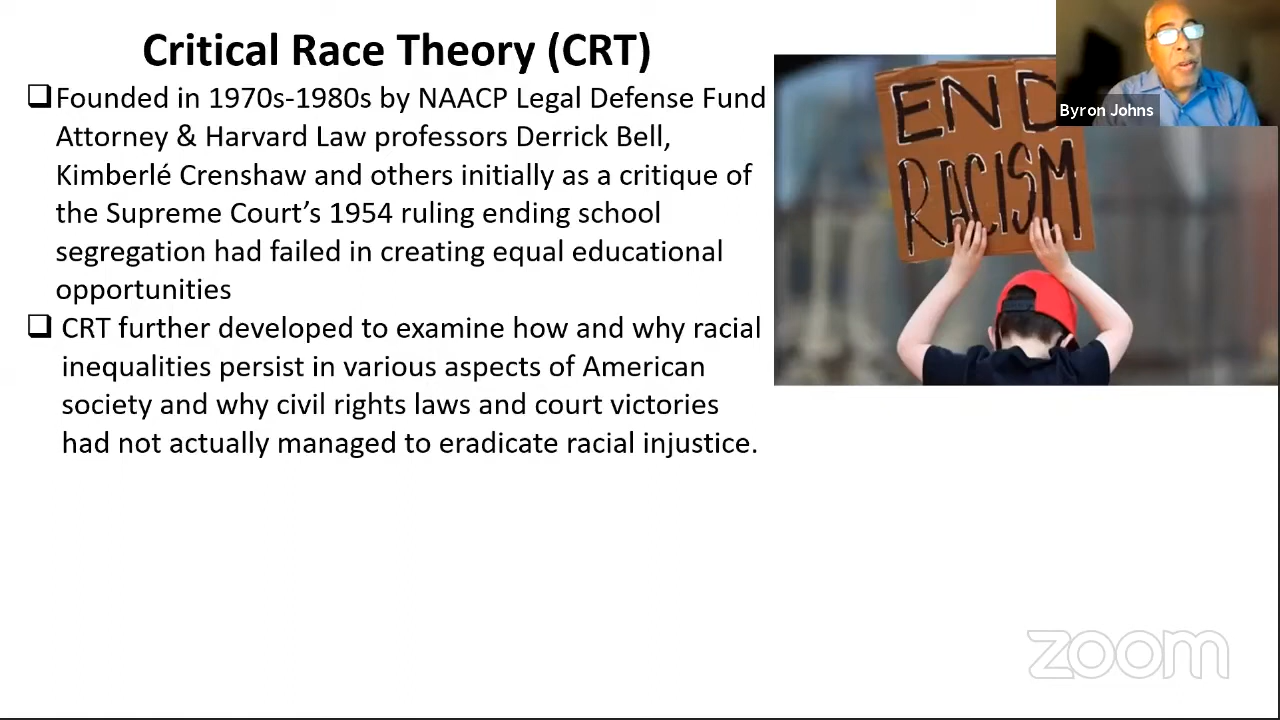 Critical Race Theory (CRT)
Founded in 1970s-1980s by NAACP Legal Defense Fund
Attorney & Harvard Law professors Derrick Bell,
Kimberlé Crenshaw and others initially as a critique of
the Supreme Court’s 1954 ruling ending school
segregation had failed in creating equal educational
opportunities
CRT further developed to examine how and why racial
inequalities persist in various aspects of American
society and why civil rights laws and court victories
had not actually managed to eradicate racial injustice.
END
RACISM
Byron Johns
zoom